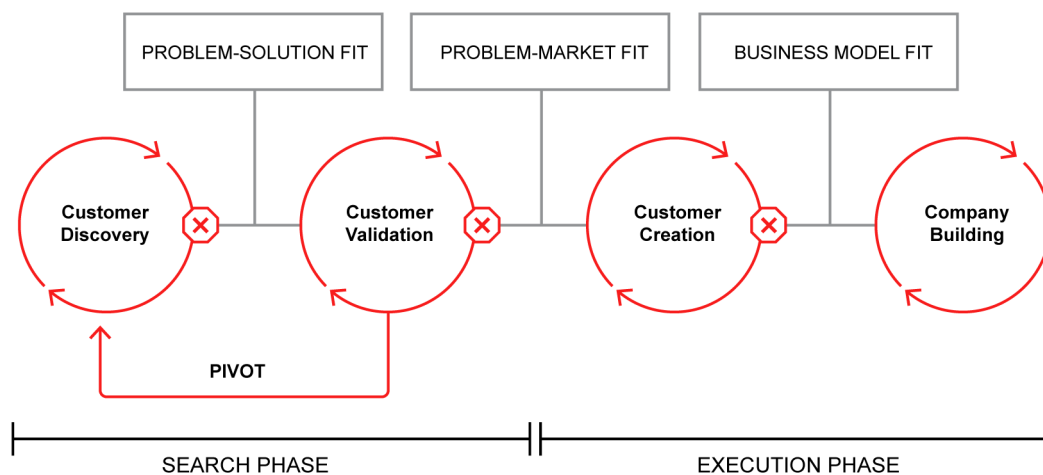 PROBLEM-SOLUTION FIT
PROBLEM-MARKET FIT
BUSINESS MODEL FIT
Customer
Discovery
Customer
Validation
Customer
Creation
Company
Building
PIVOT
SEARCH PHASE
EXECUTION PHASE